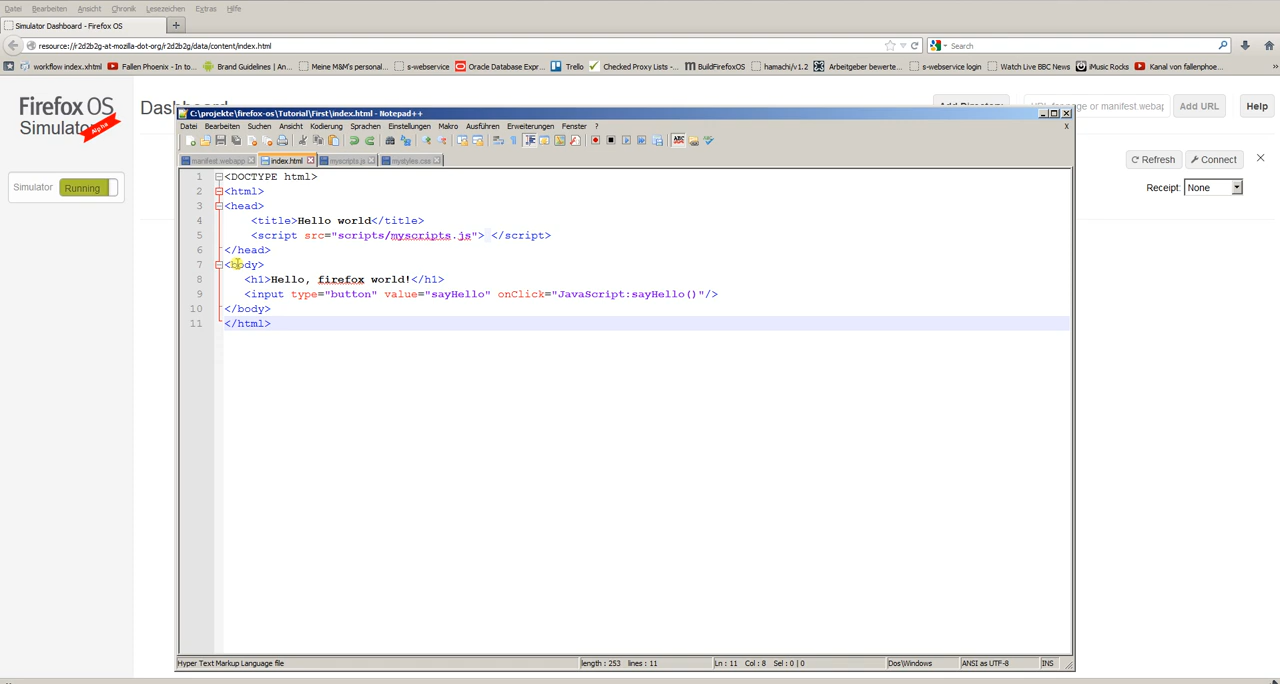 Datei Bearbeiten Ansicht Chronik Lesezeichen Extras Hilfe
Simulator Dashboard - Firefox OS +
resource://r2d2b2g-at-mozilla-dot-org/r2d2b2g/data/content/index.html Search
workflow index.xhtml Fallen Phoenix - In to... Brand Guidelines | An... Meine M&M's personal... s-webservice Oracle Database Expr... Trello Checked Proxy Lists -... BuildFirefoxOS hamachi/v1.2 Arbeitgeber bewerte... s-webservice login Watch Live BBC News iMusic Rocks Kanal von fallenphoe... »
Firefox OS
Simulator
Alpha
Dashboard
Add URL Help
C:\projekte\firefox-os\Tutorial\First\index.html - Notepad++
Datei Bearbeiten Suchen Ansicht Kodierung Sprachen Einstellungen Makro Ausführen Erweiterungen Fenster ? X
manifest.webapp index.html myscripts.js mystyles.css
Refresh Connect
Receipt: None
Simulator Running
1 <DOCTYPE html>
2 <html>
3 <head>
4 <title>Hello world</title>
5 <script src="scripts/myscripts.js"> </script>
6 </head>
7 <body>
8 <h1>Hello, firefox world!</h1>
9 <input type="button" value="sayHello" onClick="JavaScript:sayHello()"/>
10 </body>
11 </html>
Hyper Text Markup Language file length : 253 lines : 11 Ln : 11 Col : 8 Sel : 0 | 0 Dos\Windows ANSI as UTF-8 INS